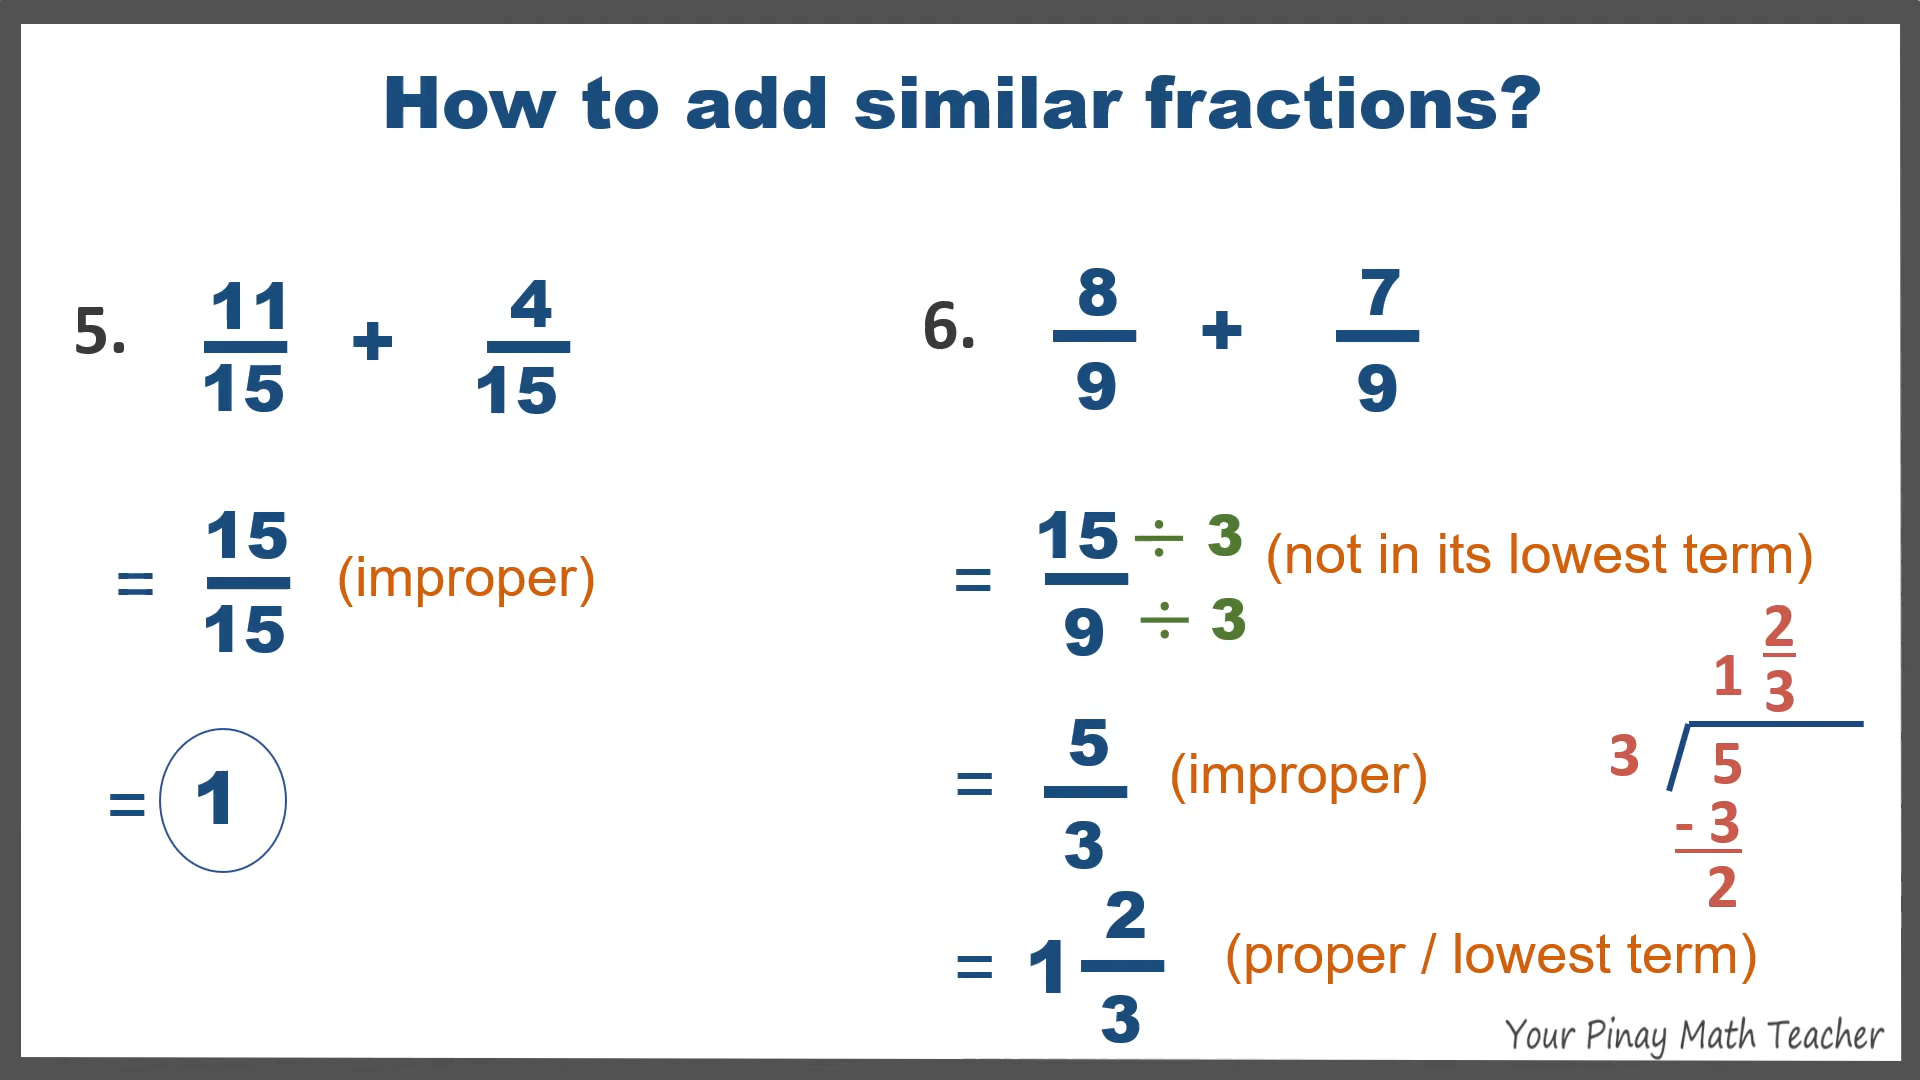 How to add similar fractions?
5. 11/15 + 4/15
= 15/15 (improper)
= 1
6. 8/9 + 7/9
= 15 ÷ 3 / 9 ÷ 3 (not in its lowest term)
= 5/3 (improper)
= 1 2/3 (proper / lowest term)
1 2/3
3 5
- 3
2
Your Pinay Math Teacher